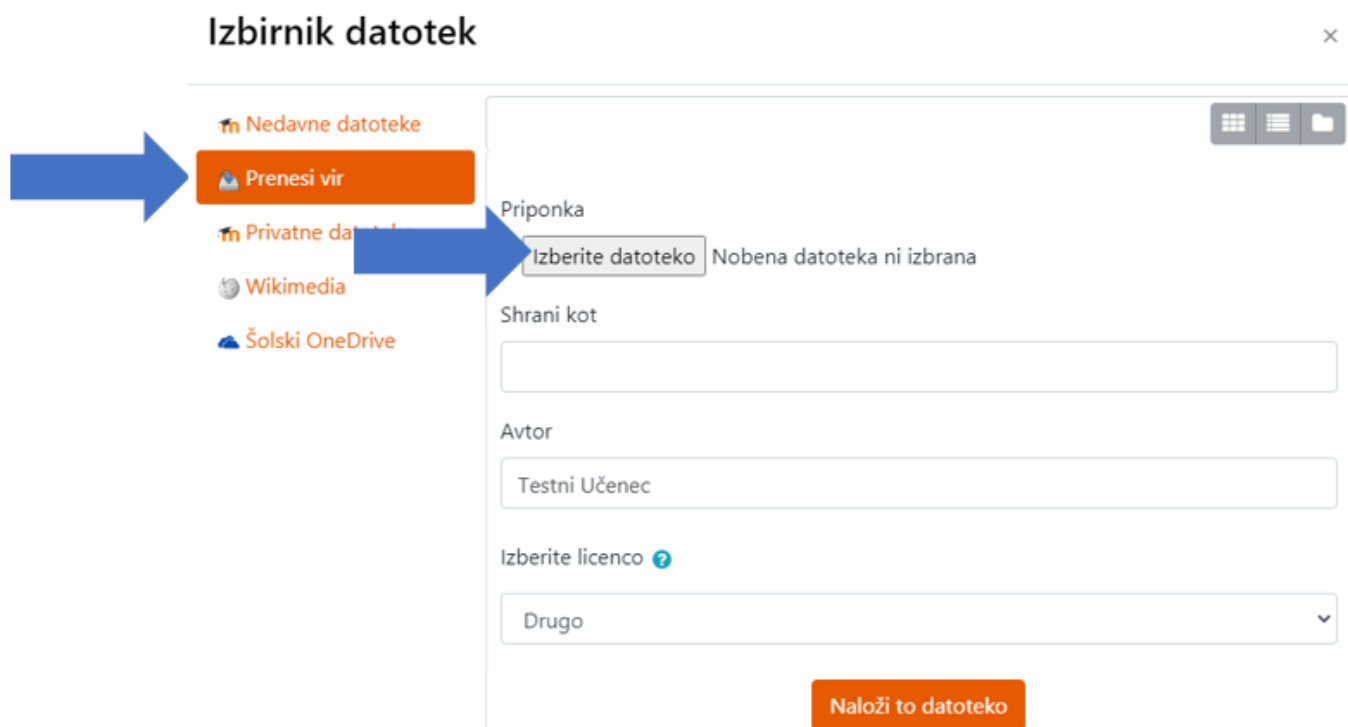 Izbirnik datotek
Nedavne datoteke
Prenesi vir
Privatne
Wikimedia
Šolski OneDrive
Priponka
Izberite datoteko Nobena datoteka ni izbrana
Shrani kot
Avtor
Testni Učenec
Izberite licenco
Drugo
Naloži to datoteko